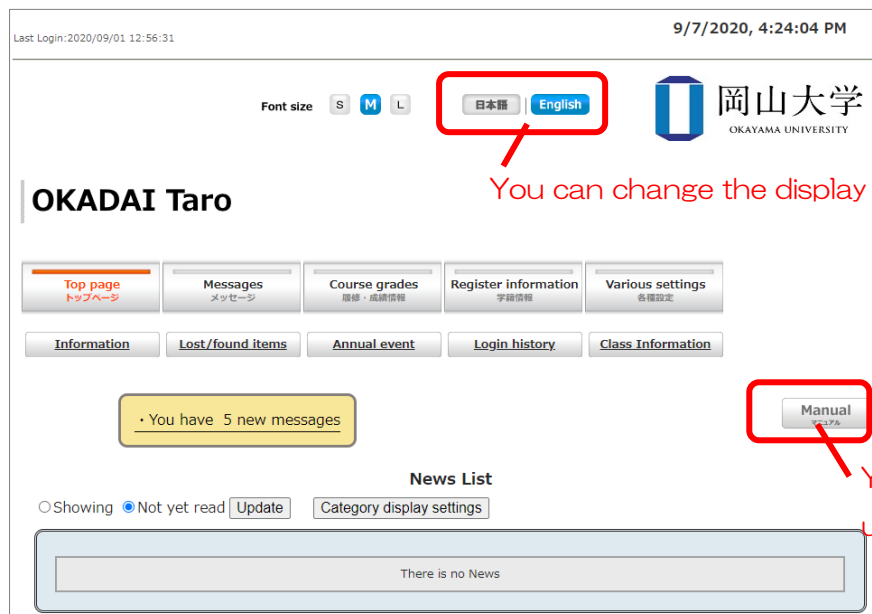 Last Login:2020/09/01 12:56:31
9/7/2020, 4:24:04 PM
Font size S M L
日本語 | English
岡山大学
OKAYAMA UNIVERSITY
You can change the display
OKADAI Taro
Top page Messages Course grades Register information Various settings
トップページ メッセージ 履修・成績情報 学籍情報 各種設定
Information Lost/found items Annual event Login history Class Information
・You have 5 new messages
Manual
マニュアル
News List
Showing Not yet read Update Category display settings
There is no News